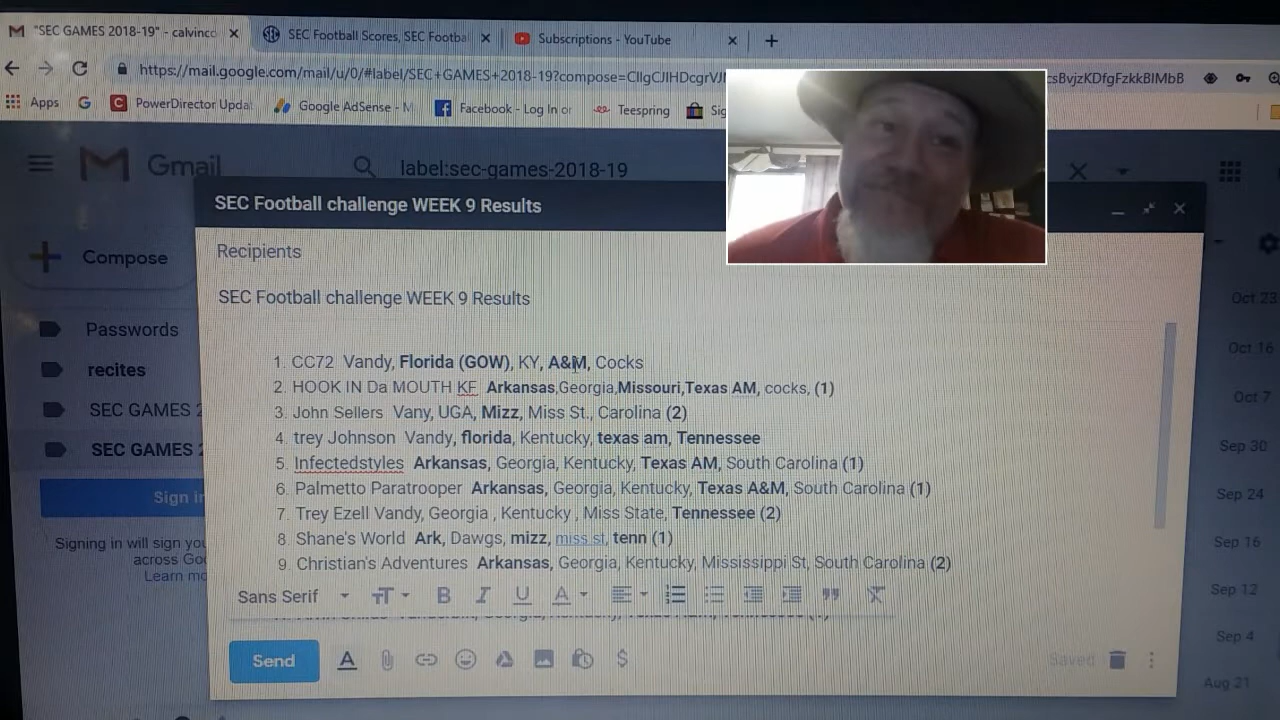 "SEC GAMES 2018-19" - calvincc
SEC Football Scores, SEC Footba
Subscriptions - YouTube
https://mail.google.com/mail/u/0/#label/SEC+GAMES+2018-19?compose=
Apps
G
PowerDirector Updat
Google AdSense - M
Facebook - Log In or
Teespring
Sig
Gmail
label:sec-games-2018-19
SEC Football challenge WEEK 9 Results
Compose
Recipients
SEC Football challenge WEEK 9 Results
Passwords
recites
SEC GAMES 2
SEC GAMES 2
Sign in
Signing in will sign you
across Go
Learn mo
1. CC72 Vandy, Florida (GOW), KY, A&M, Cocks
2. HOOK IN Da MOUTH KF Arkansas,Georgia,Missouri,Texas AM, cocks, (1)
3. John Sellers Vany, UGA, Mizz, Miss St., Carolina (2)
4. trey Johnson Vandy, florida, Kentucky, texas am, Tennessee
5. Infectedstyles Arkansas, Georgia, Kentucky, Texas AM, South Carolina (1)
6. Palmetto Paratrooper Arkansas, Georgia, Kentucky, Texas A&M, South Carolina (1)
7. Trey Ezell Vandy, Georgia , Kentucky , Miss State, Tennessee (2)
8. Shane's World Ark, Dawgs, mizz, miss st, tenn (1)
9. Christian's Adventures Arkansas, Georgia, Kentucky, Mississippi St, South Carolina (2)
Sans Serif
Send
Saved
Oct 23
Oct 16
Oct 7
Sep 30
Sep 24
Sep 16
Sep 12
Sep 4
Aug 21